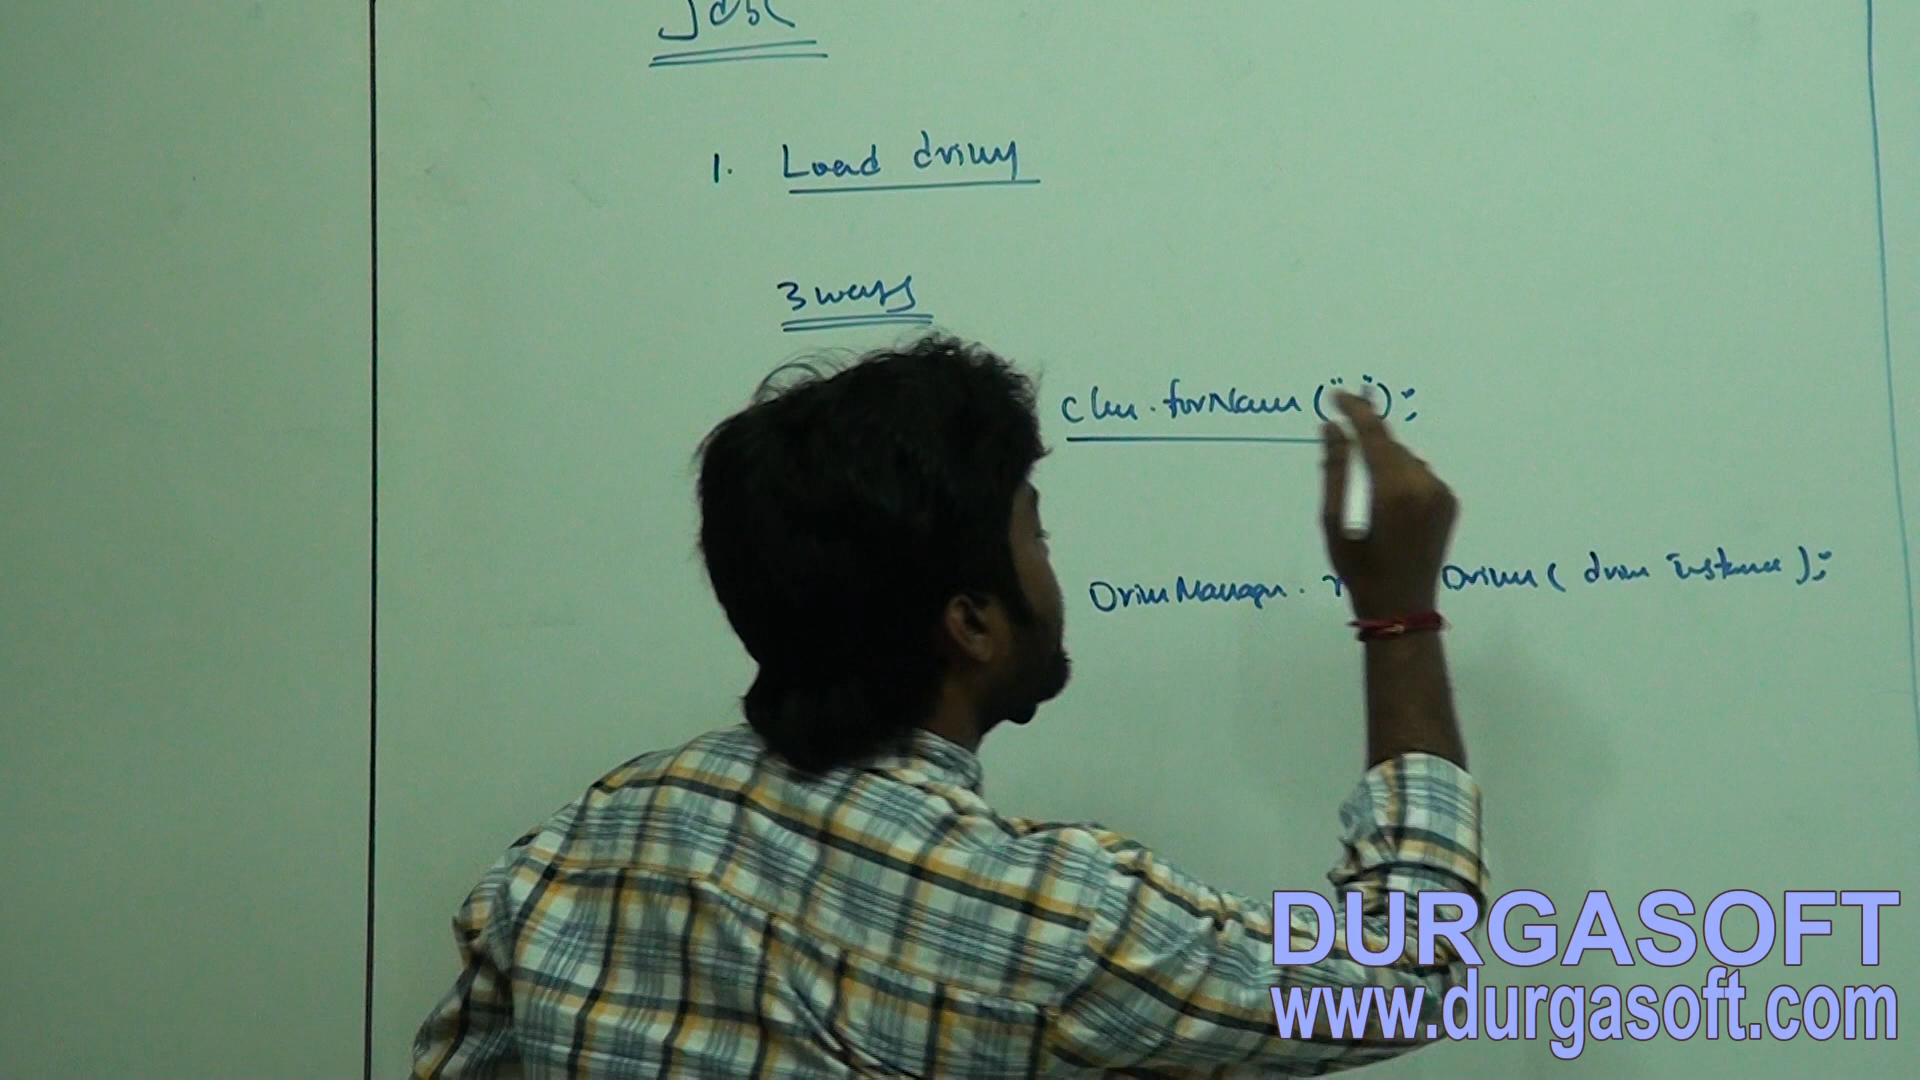 Jdbc
1. Load driver
3 ways
Class.forName(" ");
DriverManager. Driver( driver instance );
DURGASOFT
www.durgasoft.com